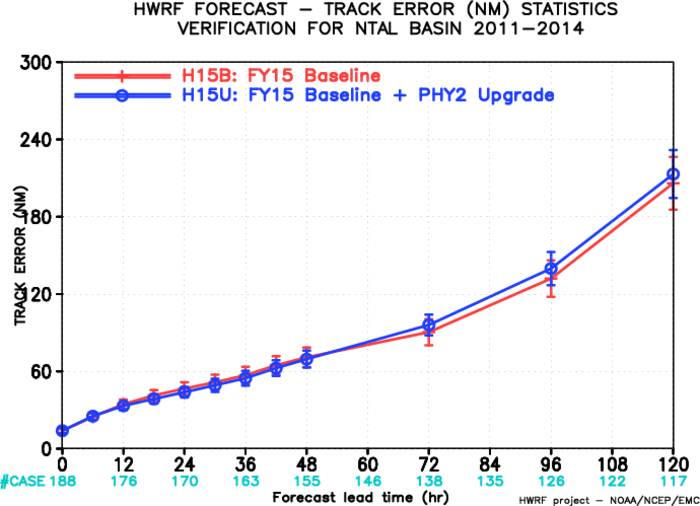 HWRF FORECAST – TRACK ERROR (NM) STATISTICS
VERIFICATION FOR NTAL BASIN 2011–2014
H15B: FY15 Baseline
H15U: FY15 Baseline + PHY2 Upgrade
TRACK ERROR (NM)
300
240
180
120
60
0
0 12 24 36 48 60 72 84 96 108 120
#CASE 188 176 170 163 155 146 138 135 126 122 117
Forecast lead time (hr)
HWRF project – NOAA/NCEP/EMC